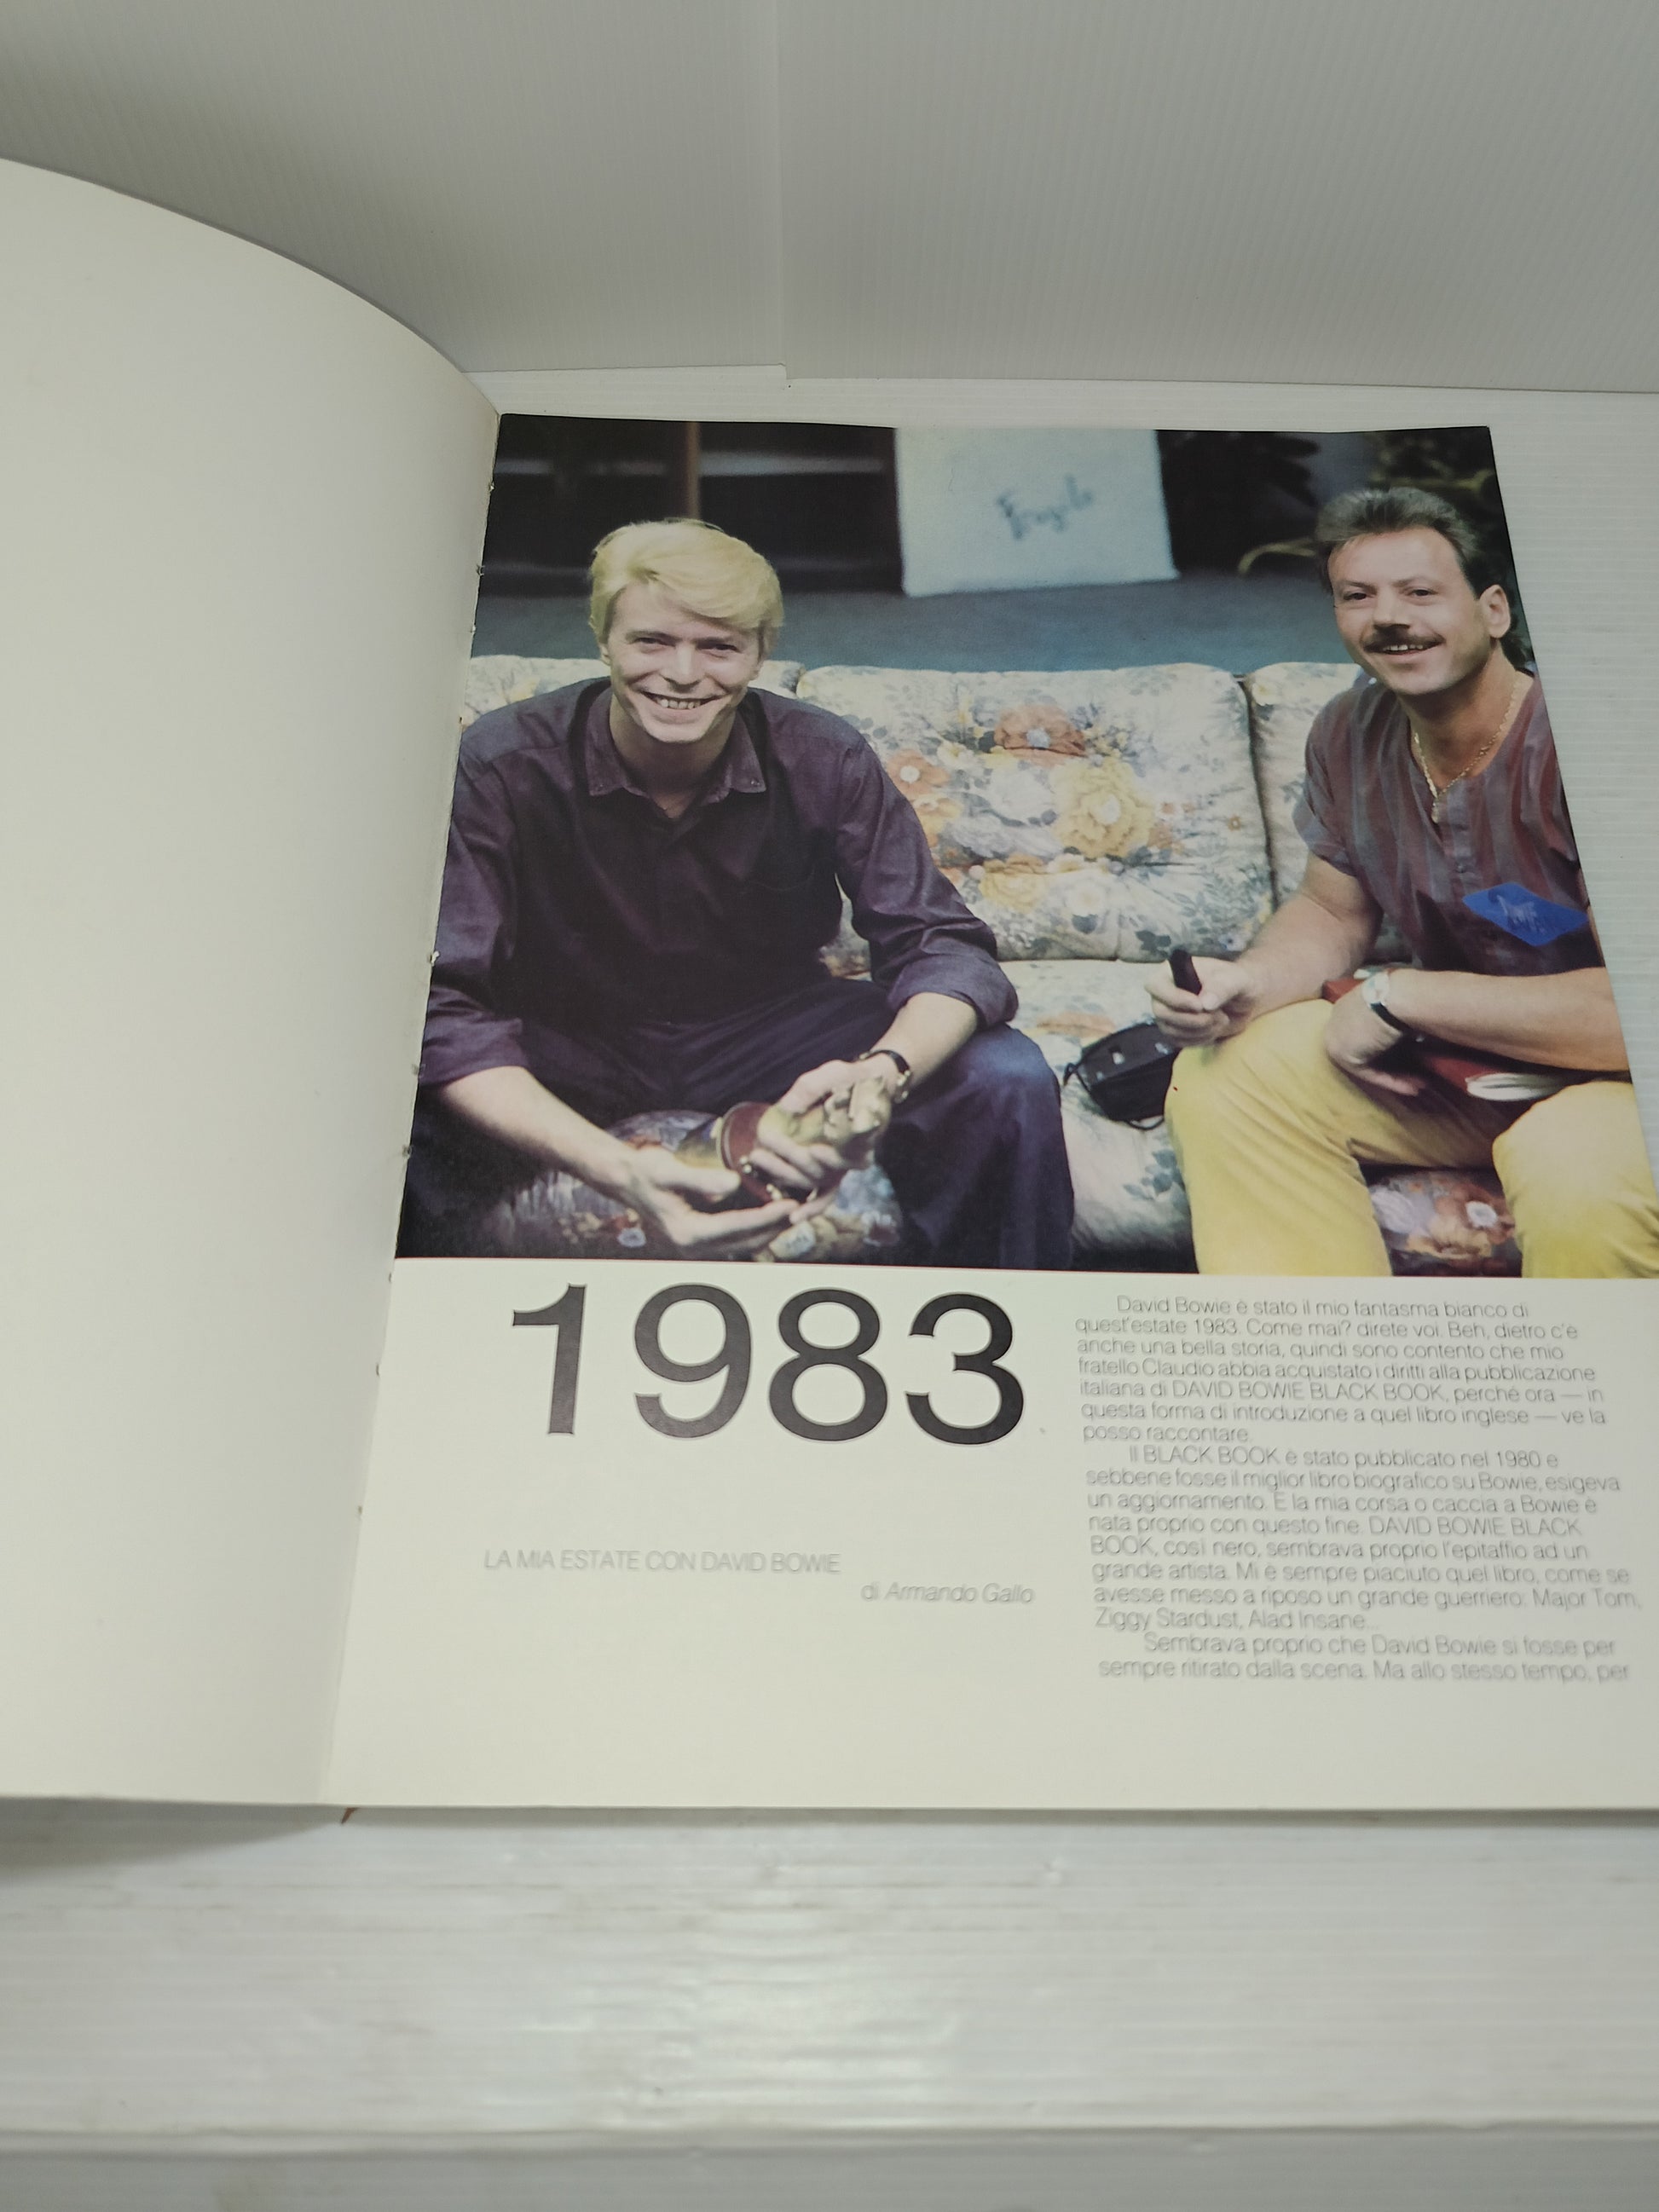 Fragile
1983
LA MIA ESTATE CON DAVID BOWIE
di Armando Gallo
David Bowie è stato il mio fantasma bianco di
quest'estate 1983. Come mai? direte voi. Beh, dietro c'è
anche una bella storia, quindi sono contento che mio
fratello Claudio abbia acquistato i diritti alla pubblicazione
italiana di DAVID BOWIE BLACK BOOK, perché ora — in
questa forma di introduzione a quel libro inglese — ve la
posso raccontare.
Il BLACK BOOK è stato pubblicato nel 1980 e
sebbene fosse il miglior libro biografico su Bowie, esigeva
un aggiornamento. E la mia corsa o caccia a Bowie è
nata proprio con questo fine. DAVID BOWIE BLACK
BOOK, così nero, sembrava proprio l'epitaffio ad un
grande artista. Mi è sempre piaciuto quel libro, come se
avesse messo a riposo un grande guerriero: Major Tom,
Ziggy Stardust, Alad Insane...
Sembrava proprio che David Bowie si fosse per
sempre ritirato dalla scena. Ma allo stesso tempo, per